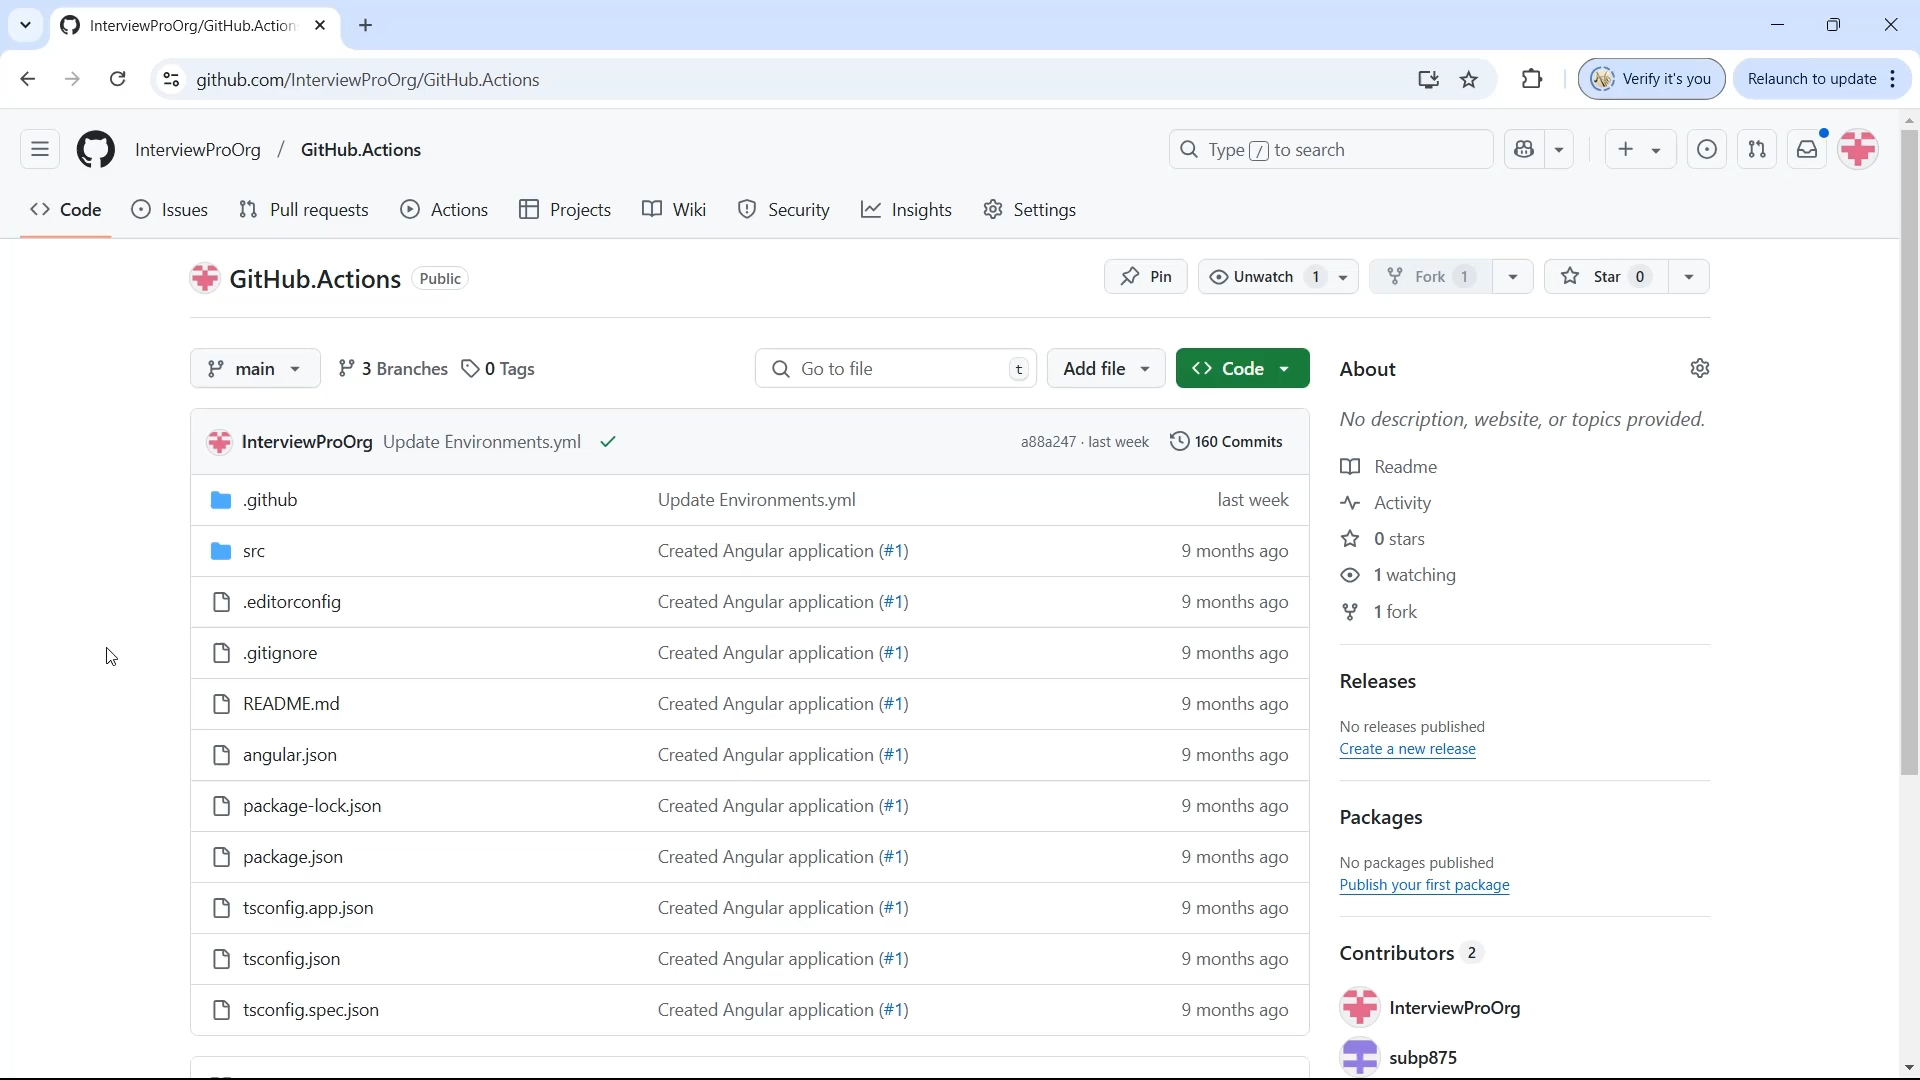 InterviewProOrg/GitHub.Action
github.com/InterviewProOrg/GitHub.Actions
Verify it's you
Relaunch to update
InterviewProOrg / GitHub.Actions
Type / to search
Code Issues Pull requests Actions Projects Wiki Security Insights Settings
GitHub.Actions Public
Pin Unwatch 1 Fork 1 Star 0
main 3 Branches 0 Tags Go to file t Add file Code
InterviewProOrg Update Environments.yml a88a247 · last week 160 Commits
.github Update Environments.yml last week
src Created Angular application (#1) 9 months ago
.editorconfig Created Angular application (#1) 9 months ago
.gitignore Created Angular application (#1) 9 months ago
README.md Created Angular application (#1) 9 months ago
angular.json Created Angular application (#1) 9 months ago
package-lock.json Created Angular application (#1) 9 months ago
package.json Created Angular application (#1) 9 months ago
tsconfig.app.json Created Angular application (#1) 9 months ago
tsconfig.json Created Angular application (#1) 9 months ago
tsconfig.spec.json Created Angular application (#1) 9 months ago
About
No description, website, or topics provided.
Readme
Activity
0 stars
1 watching
1 fork
Releases
No releases published
Create a new release
Packages
No packages published
Publish your first package
Contributors 2
InterviewProOrg
subp875